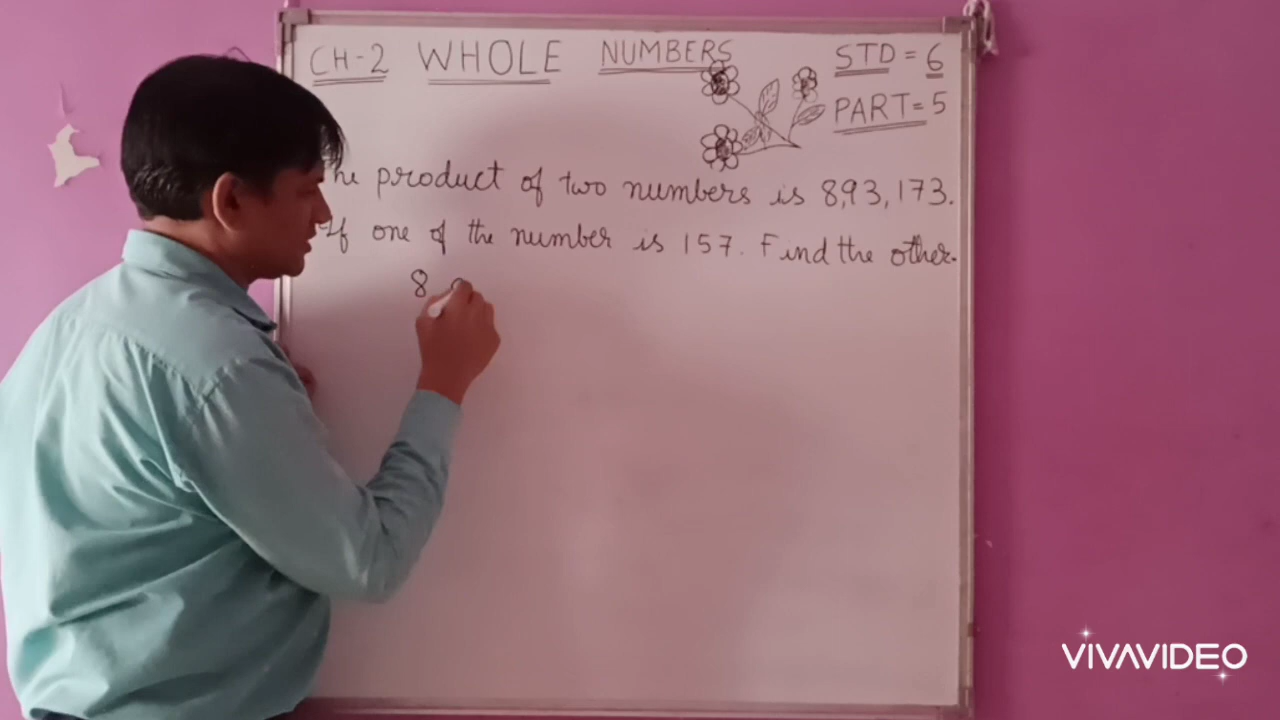 CH-2 WHOLE NUMBERS STD = 6
PART = 5
he product of two numbers is 8,93,173.
If one of the number is 157. Find the other.
8
VIVAVIDEO